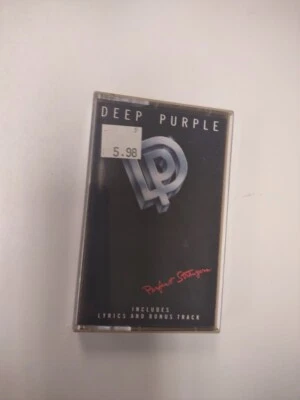 DEEP PURPLE
5.98
DP
Perfect Strangers
INCLUDES
LYRICS AND BONUS TRACK